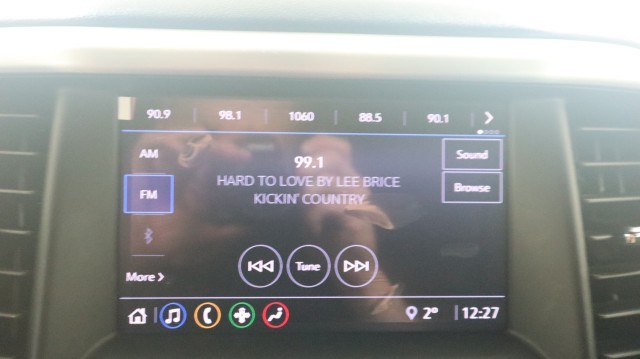 90.9 98.1 1060 88.5 90.1
AM
99.1
Sound
HARD TO LOVE BY LEE BRICE
FM
KICKIN' COUNTRY
Browse
More
Tune
2° 12:27